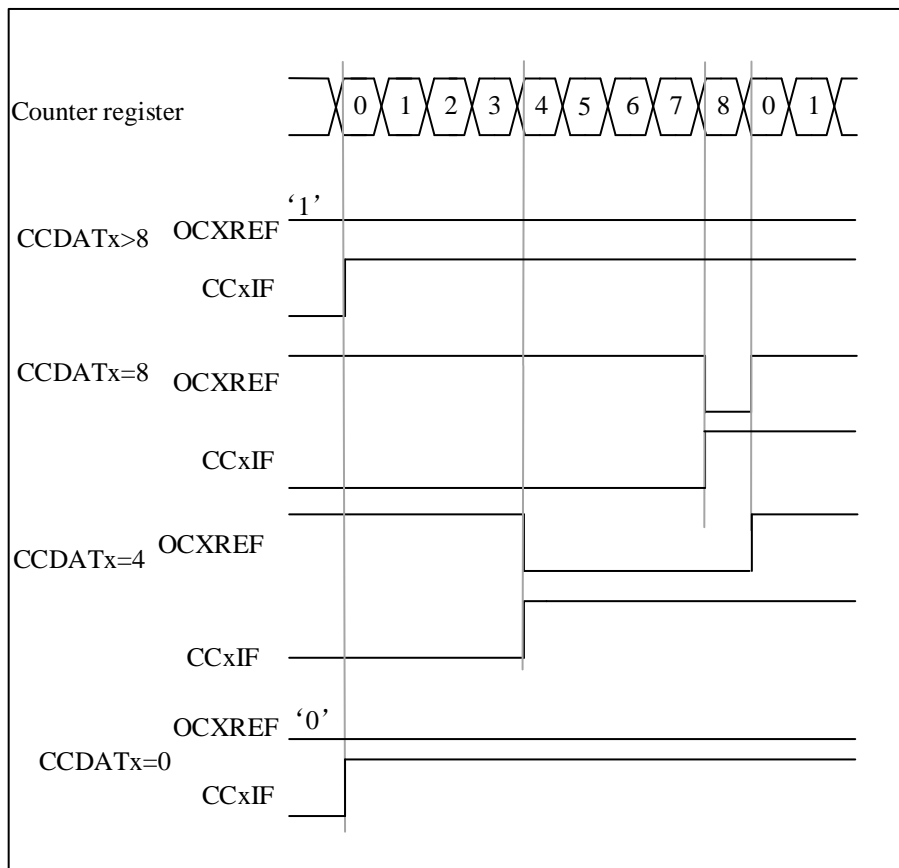 Counter register 0 1 2 3 4 5 6 7 8 0 1
‘1’
CCDATx>8 OCXREF
CCxIF
CCDATx=8 OCXREF
CCxIF
CCDATx=4 OCXREF
CCxIF
OCXREF ‘0’
CCDATx=0
CCxIF